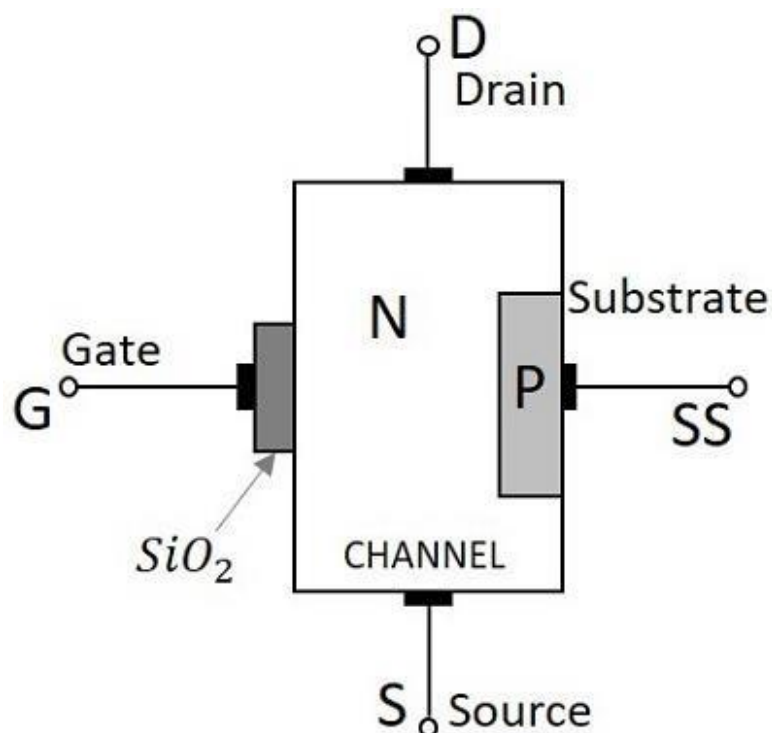 D
Drain
N
Substrate
Gate
P
G
SS
SiO₂
CHANNEL
S Source